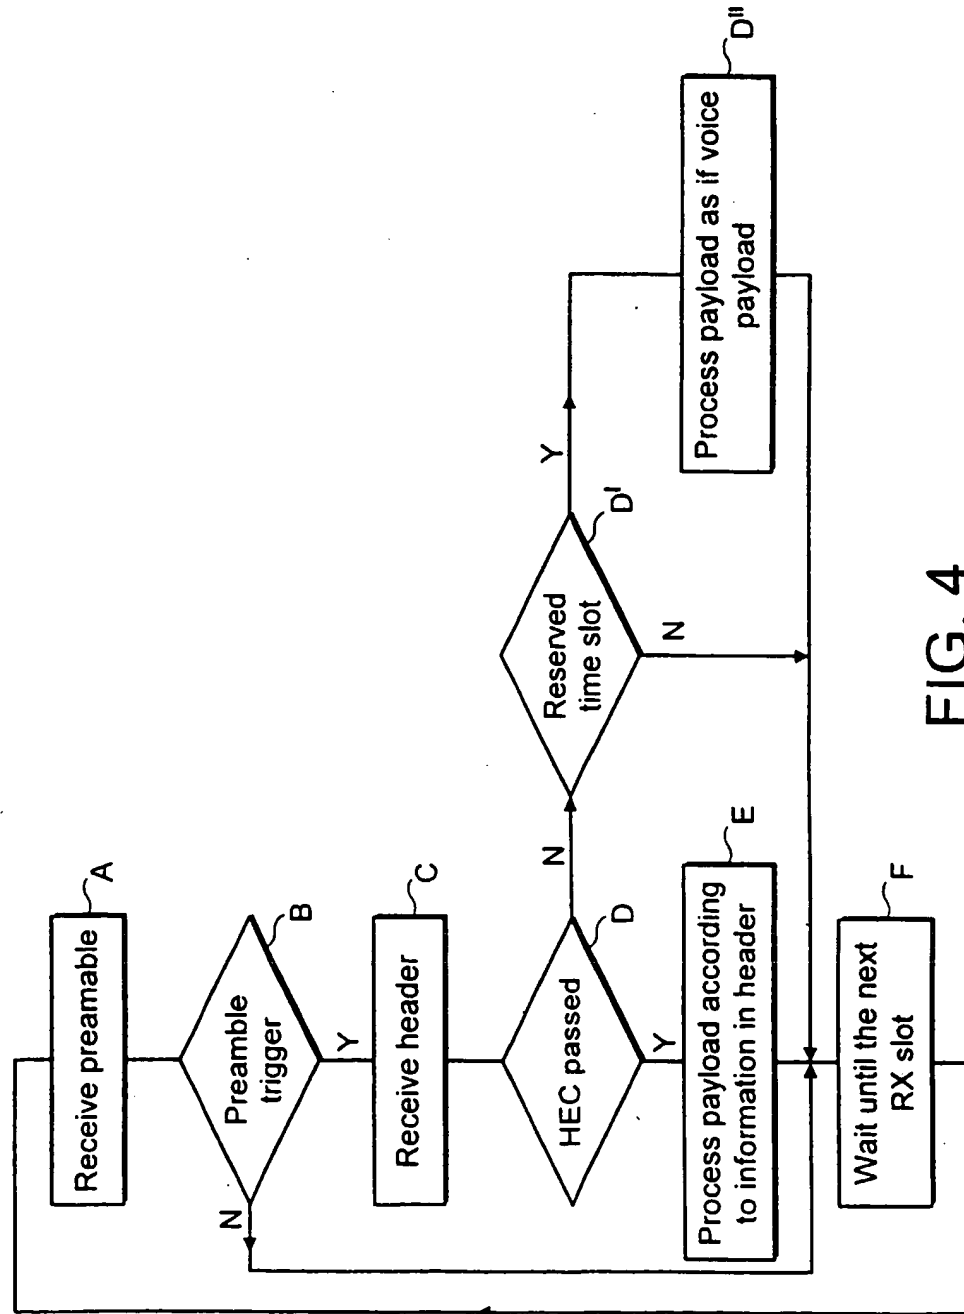 Receive preamable
A
Preamble
trigger
B
N
Y
Receive header
C
HEC passed
D
N
Y
Reserved
time slot
D'
Y
N
Process payload as if voice
payload
D"
Process payload according
to information in header
E
Wait until the next
RX slot
F
FIG. 4